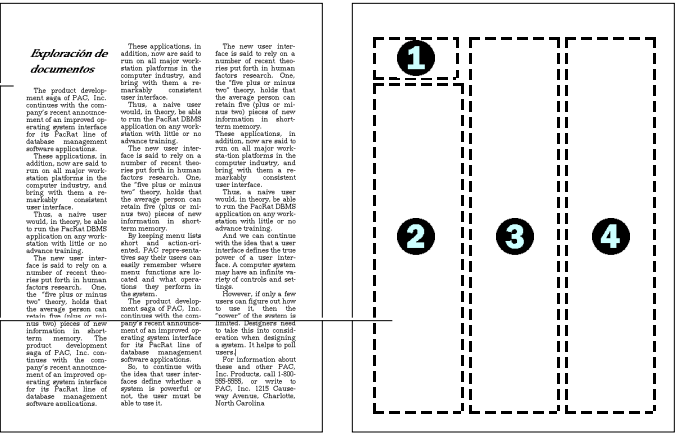 Exploración de
documentos
The product develop-
ment saga of PAC, Inc.
continues with the com-
pany's recent announce-
ment of an improved op-
erating system interface
for its PacRat line of
database management
software applications.
These applications, in
addition, now are said to
run on all major work-
station platforms in the
computer industry, and
bring with them a re-
markably consistent
user interface.
Thus, a naive user
would, in theory, be able
to run the PacRat DBMS
application on any work-
station with little or no
advance training.
The new user inter-
face is said to rely on a
number of recent theo-
ries put forth in human
factors research. One,
the "five plus or minus
two" theory, holds that
the average person can
retain five (plus or mi-
nus two) pieces of new
information in short-
term memory. The
product development
saga of PAC, Inc. con-
tinues with the com-
pany's recent announce-
ment of an improved op-
erating system interface
for its PacRat line of
database management
software applications.
These applications, in
addition, now are said to
run on all major work-
station platforms in the
computer industry, and
bring with them a re-
markably consistent
user interface.
Thus, a naive user
would, in theory, be able
to run the PacRat DBMS
application on any work-
station with little or no
advance training.
The new user inter-
face is said to rely on a
number of recent theo-
ries put forth in human
factors research. One,
the "five plus or minus
two" theory, holds that
the average person can
retain five (plus or mi-
nus two) pieces of new
information in short-
term memory.
By keeping menu lists
short and action-ori-
ented, PAC representa-
tives say their users can
easily remember where
menu functions are lo-
cated and what opera-
tions they perform in
the system.
The product develop-
ment saga of PAC, Inc.
continues with the com-
pany's recent announce-
ment of an improved op-
erating system interface
for its PacRat line of
database management
software applications.
So, to continue with
the idea that user inter-
faces define whether a
system is powerful or
not, the user must be
able to use it.
The new user inter-
face is said to rely on a
number of recent theo-
ries put forth in human
factors research. One,
the "five plus or minus
two" theory, holds that
the average person can
retain five (plus or mi-
nus two) pieces of new
information in short-
term memory.
These applications, in
addition, now are said to
run on all major work-
sta-tion platforms in the
computer industry, and
bring with them a re-
markably consistent
user interface.
Thus, a naive user
would, in theory, be able
to run the PacRat DBMS
application on any work-
station with little or no
advance training.
And we can continue
with the idea that a user
interface defines the true
power of a user inter-
face. A computer system
may have an infinite va-
riety of controls and set-
tings.
However, if only a few
users can figure out how
to use it, then the
"power" of the system is
limited. Designers need
to take this into consid-
eration when designing
a system. It helps to poll
users.
For information about
these and other PAC,
Inc. Products, call 1-800-
555-5555, or write to
PAC, Inc. 1215 Cause-
way Avenue, Charlotte,
North Carolina
1
2
3
4